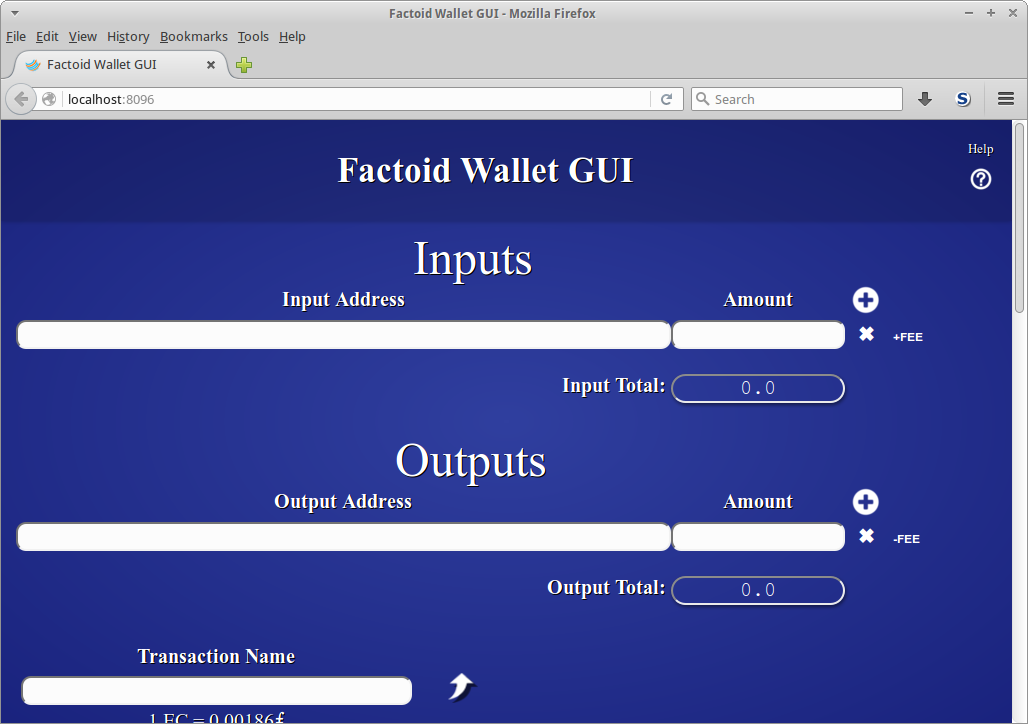 Factoid Wallet GUI - Mozilla Firefox
File Edit View History Bookmarks Tools Help
Factoid Wallet GUI
localhost:8096
Search
S
Help
Factoid Wallet GUI
Inputs
Input Address Amount
+FEE
Input Total: 0.0
Outputs
Output Address Amount
-FEE
Output Total: 0.0
Transaction Name
1 EC = 0.00186ƒ